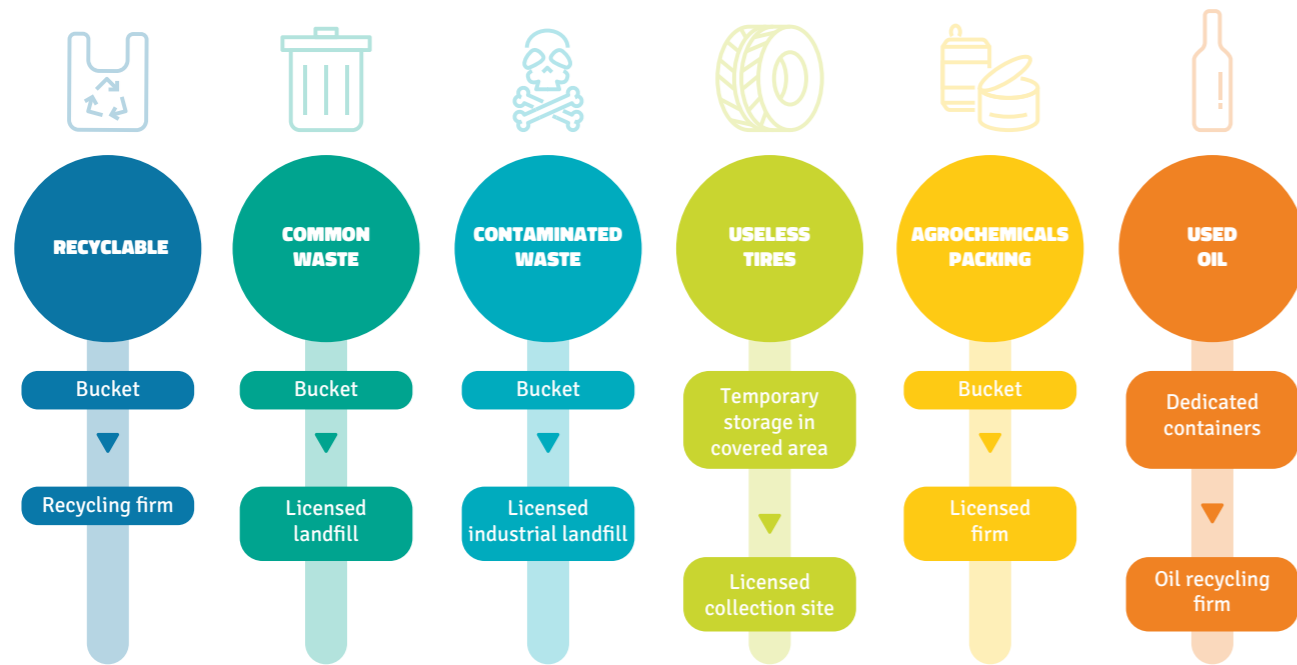 RECYCLABLE
Bucket
Recycling firm
COMMON
WASTE
Bucket
Licensed
landfill
CONTAMINATED
WASTE
Bucket
Licensed
industrial landfill
USELESS
TIRES
Temporary
storage in
covered area
Licensed
collection site
AGROCHEMICALS
PACKING
Bucket
Licensed
firm
USED
OIL
Dedicated
containers
Oil recycling
firm